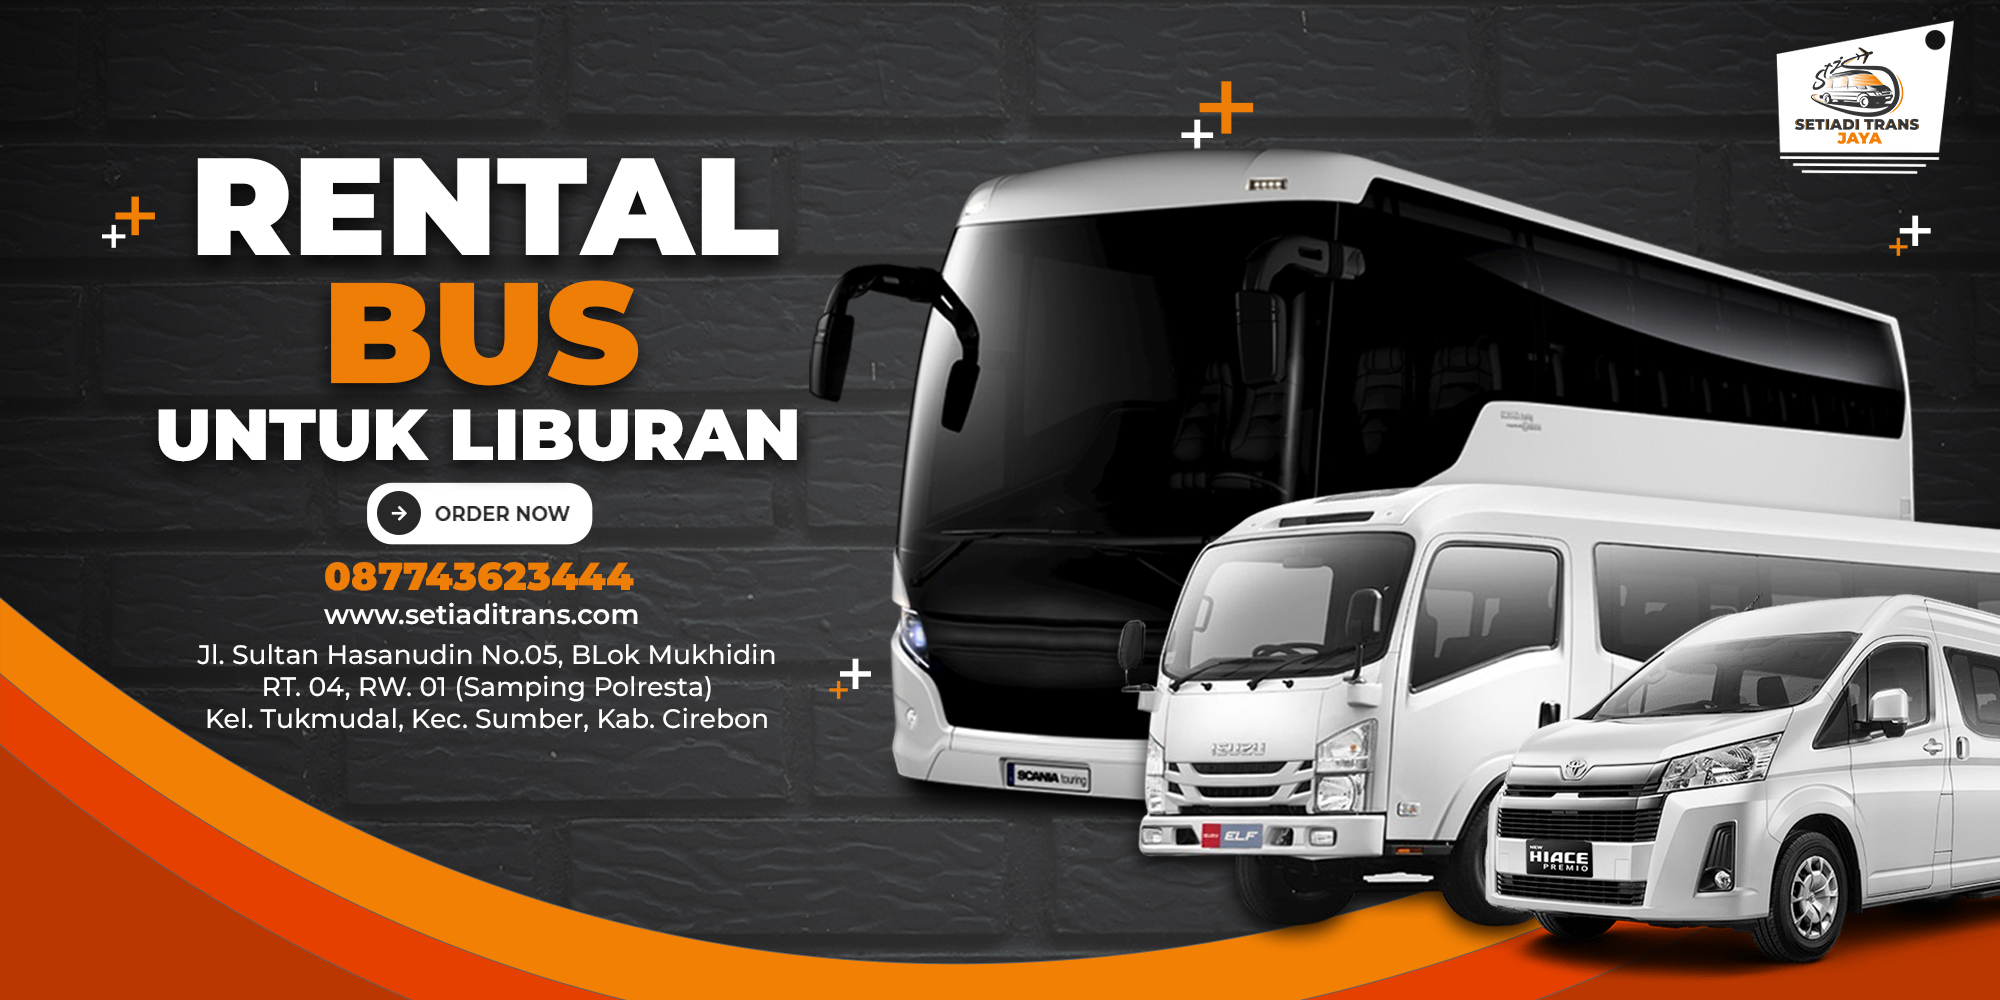 SETIADI TRANS
JAYA
RENTAL
BUS
UNTUK LIBURAN
ORDER NOW
087743623444
www.setiaditrans.com
Jl. Sultan Hasanudin No.05, BLok Mukhidin
RT. 04, RW. 01 (Samping Polresta)
Kel. Tukmudal, Kec. Sumber, Kab. Cirebon
SCANIA touring
ISUZU
ISUZU ELF
NEW
HIACE
PREMIO